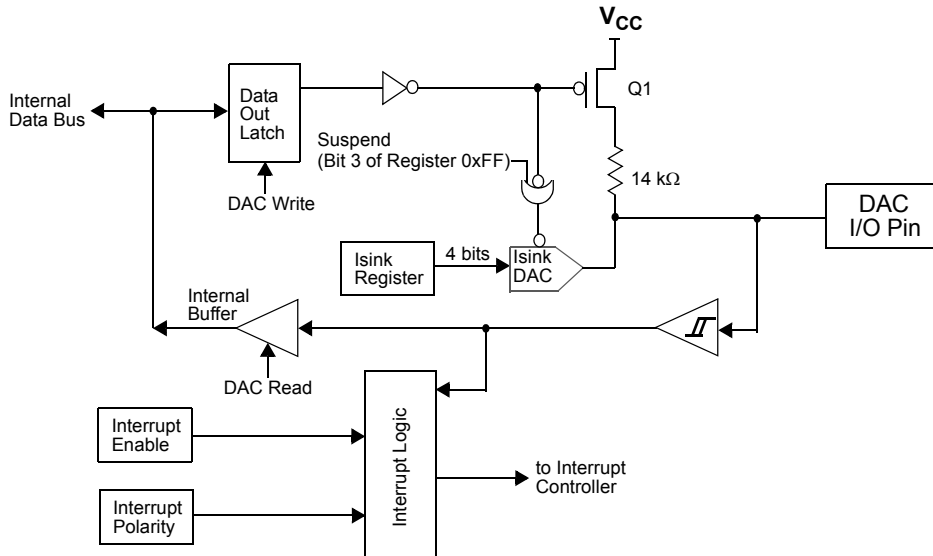 VCC
Q1
Internal
Data Bus
Data
Out
Latch
Suspend
(Bit 3 of Register 0xFF)
14 kΩ
DAC Write
DAC
I/O Pin
Isink
Register
4 bits
Isink
DAC
Internal
Buffer
DAC Read
Interrupt
Enable
Interrupt Logic
to Interrupt
Controller
Interrupt
Polarity